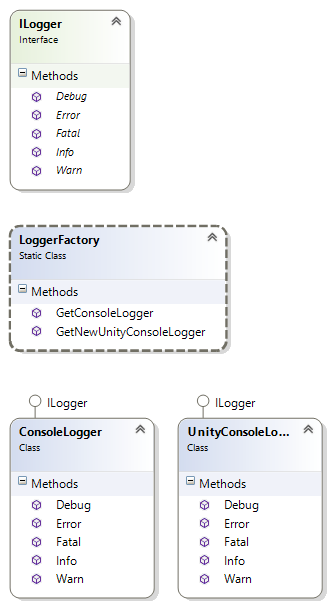 ILogger
Interface
Methods
Debug
Error
Fatal
Info
Warn
LoggerFactory
Static Class
Methods
GetConsoleLogger
GetNewUnityConsoleLogger
ILogger
ConsoleLogger
Class
Methods
Debug
Error
Fatal
Info
Warn
ILogger
UnityConsoleLo...
Class
Methods
Debug
Error
Fatal
Info
Warn